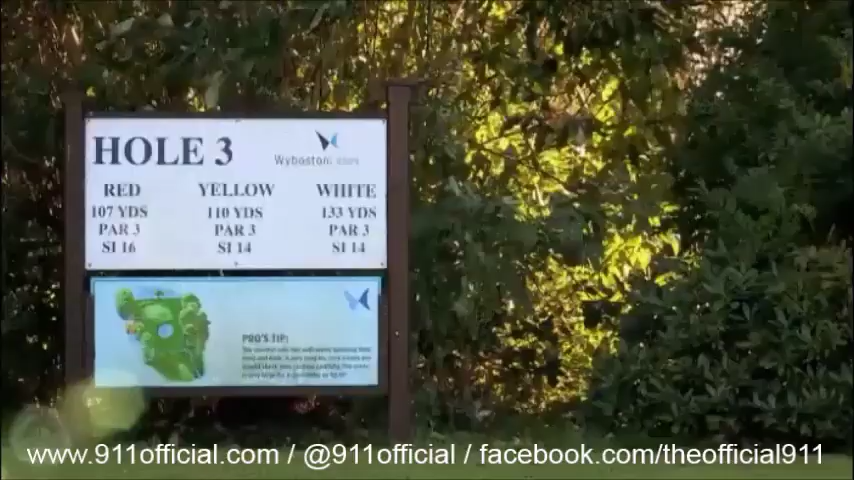 HOLE 3
Wyboston
RED YELLOW WHITE
107 YDS 110 YDS 133 YDS
PAR 3 PAR 3 PAR 3
SI 16 SI 14 SI 14
PRO'S TIP:
www.911official.com / @911official / facebook.com/theofficial911